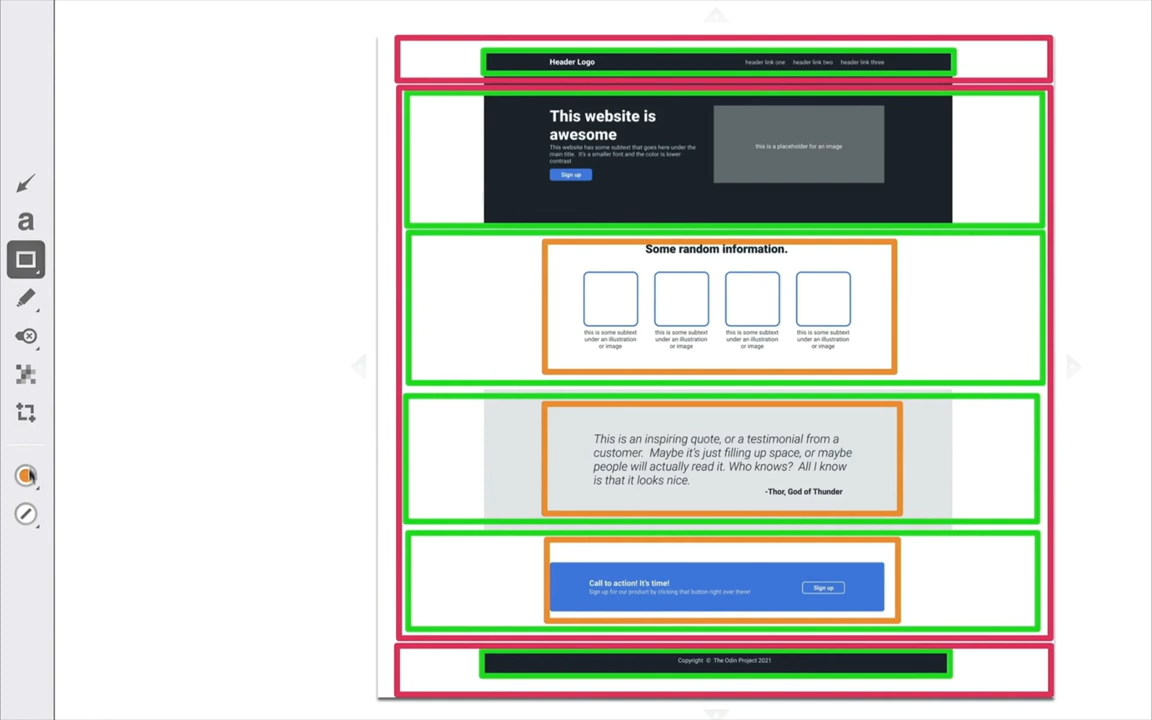 a
Header Logo
header link one
header link two
header link three
This website is
awesome
This website has some subtext that goes here under the
main title. It's a smaller font and the color is lower
contrast
Sign up
this is a placeholder for an image
Some random information.
this is some subtext
under an illustration
or image
this is some subtext
under an illustration
or image
this is some subtext
under an illustration
or image
this is some subtext
under an illustration
or image
This is an inspiring quote, or a testimonial from a
customer. Maybe it's just filling up space, or maybe
people will actually read it. Who knows? All I know
is that it looks nice.
-Thor, God of Thunder
Call to action! It's time!
Sign up for our product by clicking that button right over there!
Sign up
Copyright © The Odin Project 2021